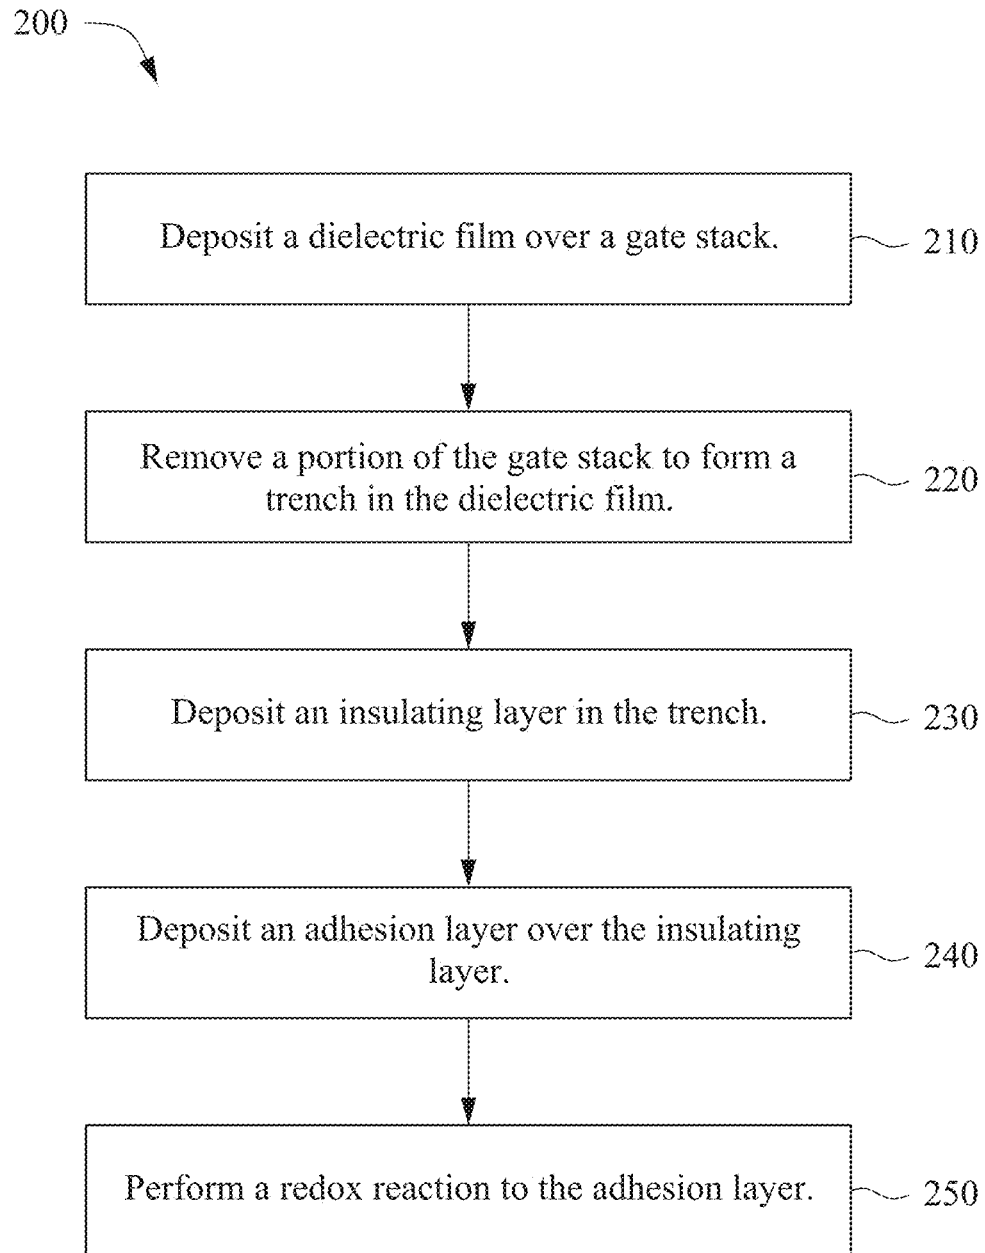 200
Deposit a dielectric film over a gate stack.
210
Remove a portion of the gate stack to form a
trench in the dielectric film.
220
Deposit an insulating layer in the trench.
230
Deposit an adhesion layer over the insulating
layer.
240
Perform a redox reaction to the adhesion layer.
250